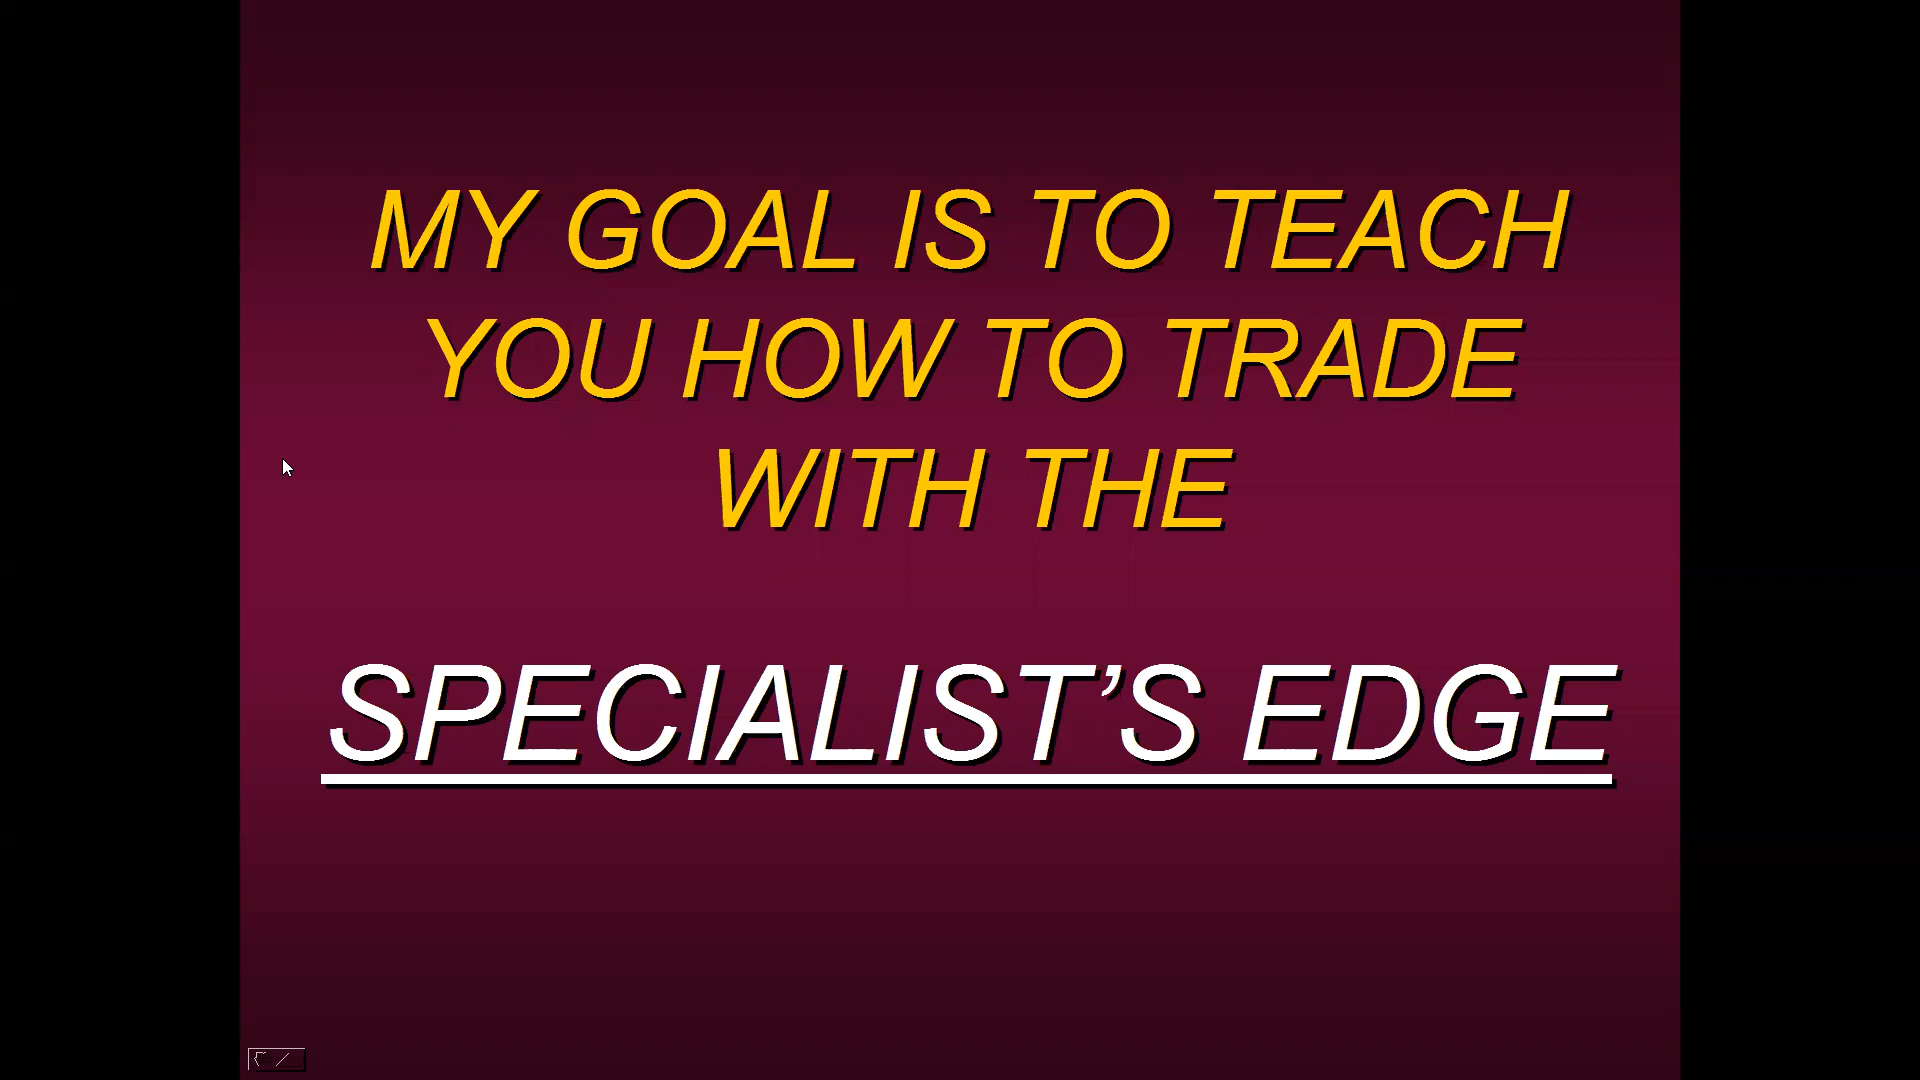 MY GOAL IS TO TEACH
YOU HOW TO TRADE
WITH THE
SPECIALIST’S EDGE